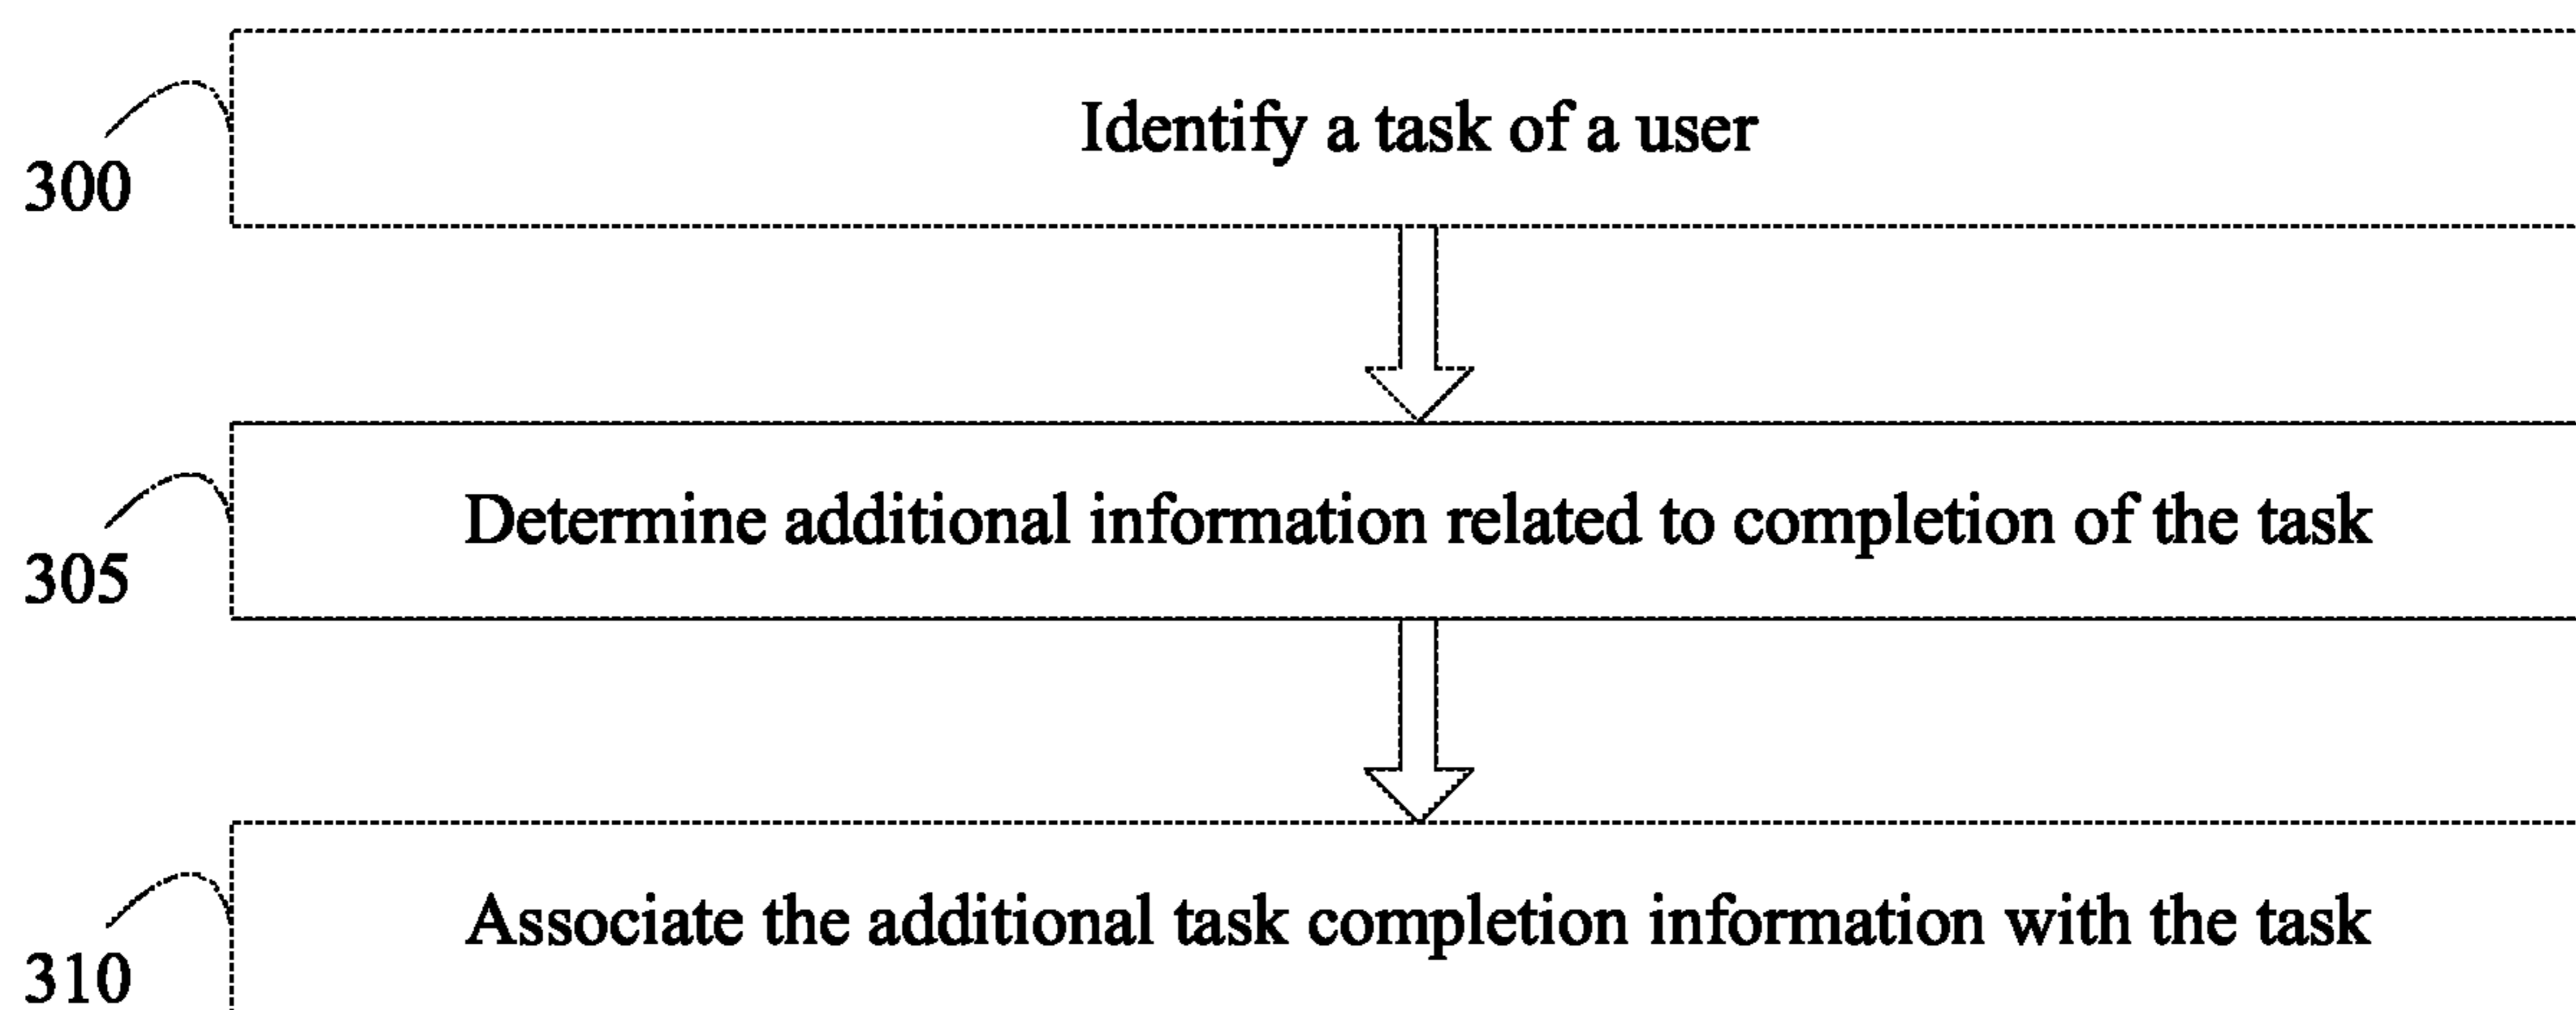 Identify a task of a user
300
Determine additional information related to completion of the task
305
Associate the additional task completion information with the task
310